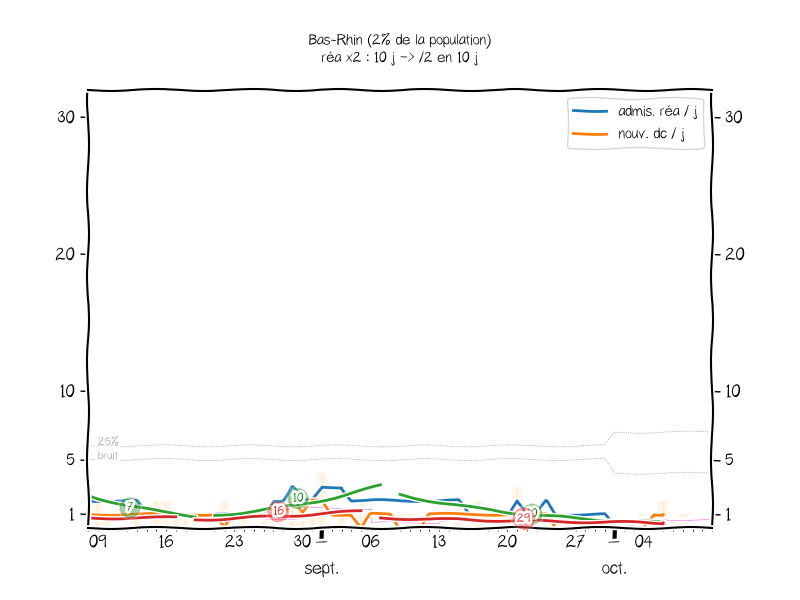 Bas-Rhin (2% de la population)
réa x2 : 10 j -> /2 en 10 j
admis. réa / j
nouv. dc / j
30
30
20
20
10
10
25%
bruit
5
5
1
1
7
16
10
29
0
09 16 23 30 06 13 20 27 04
sept. oct.